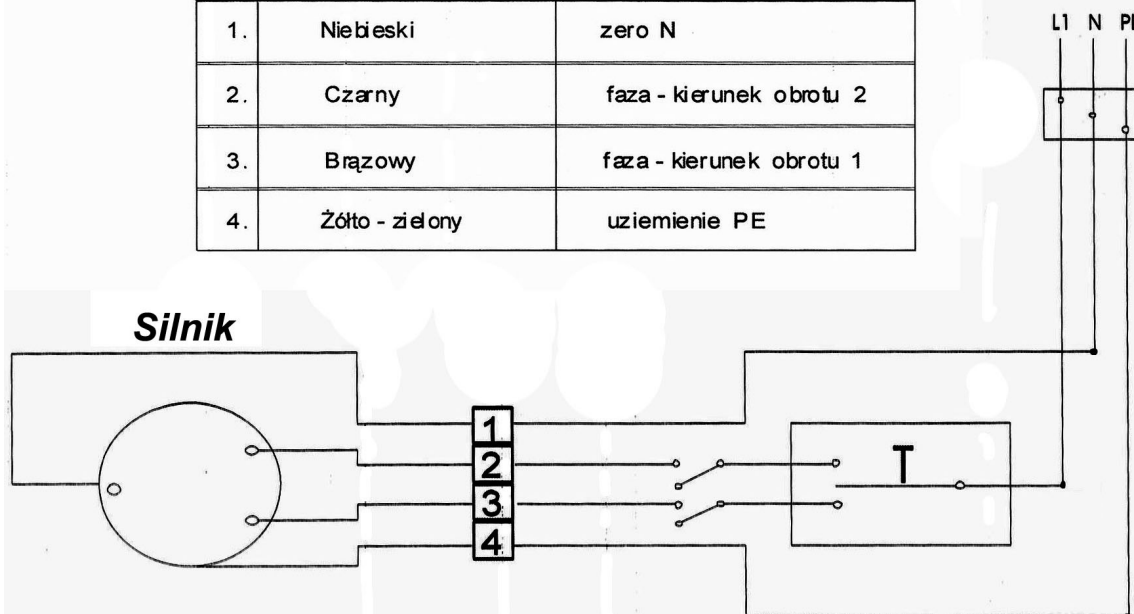 1. Niebieski zero N
2. Czarny faza - kierunek obrotu 2
3. Brązowy faza - kierunek obrotu 1
4. Żółto - zielony uziemienie PE
L1 N PE
Silnik
1
2
3
4
T